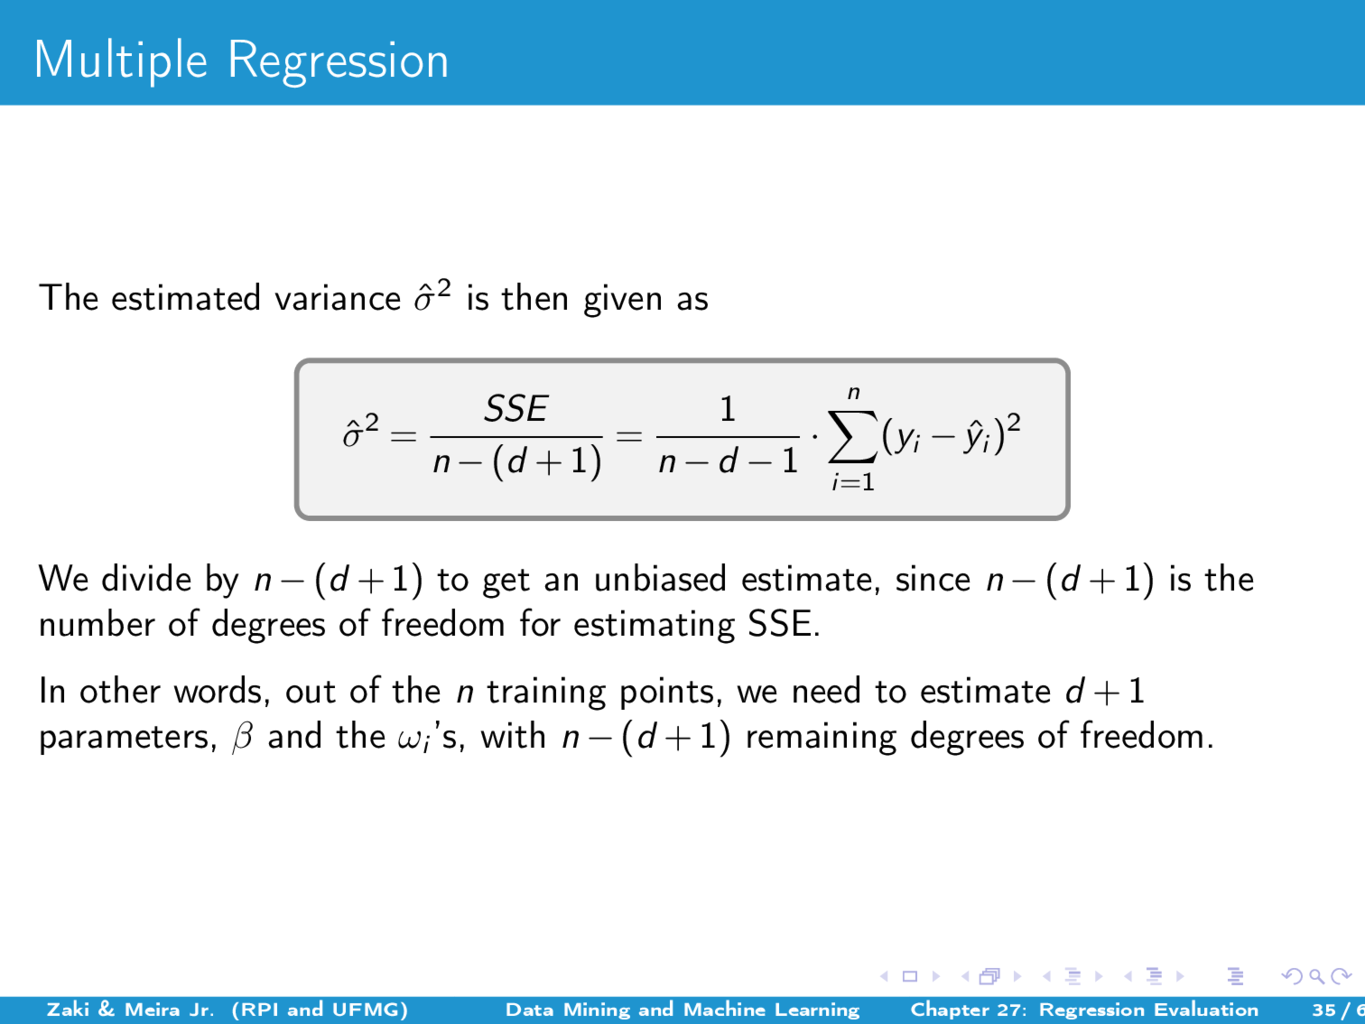 Multiple Regression
The estimated variance σ̂² is then given as
σ̂² = SSE / (n − (d + 1)) = 1 / (n − d − 1) · ∑_{i=1}^{n} (y_i − ŷ_i)²
We divide by n − (d + 1) to get an unbiased estimate, since n − (d + 1) is the
number of degrees of freedom for estimating SSE.
In other words, out of the n training points, we need to estimate d + 1
parameters, β and the ω_i's, with n − (d + 1) remaining degrees of freedom.
Zaki & Meira Jr. (RPI and UFMG) Data Mining and Machine Learning Chapter 27: Regression Evaluation 35 /